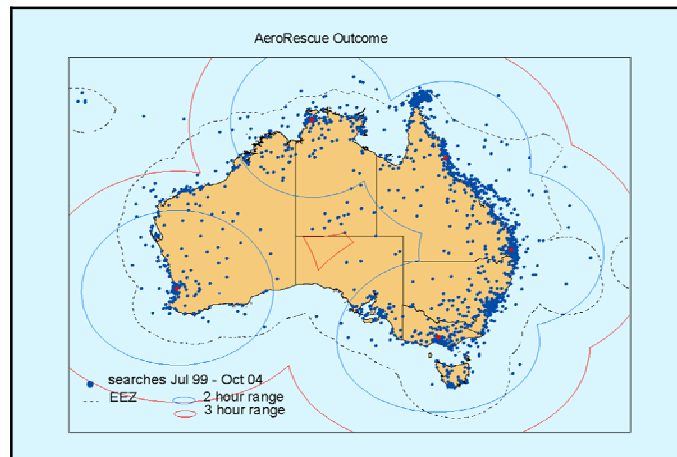 AeroRescue Outcome
searches Jul 99 - Oct 04
EEZ
2 hour range
3 hour range